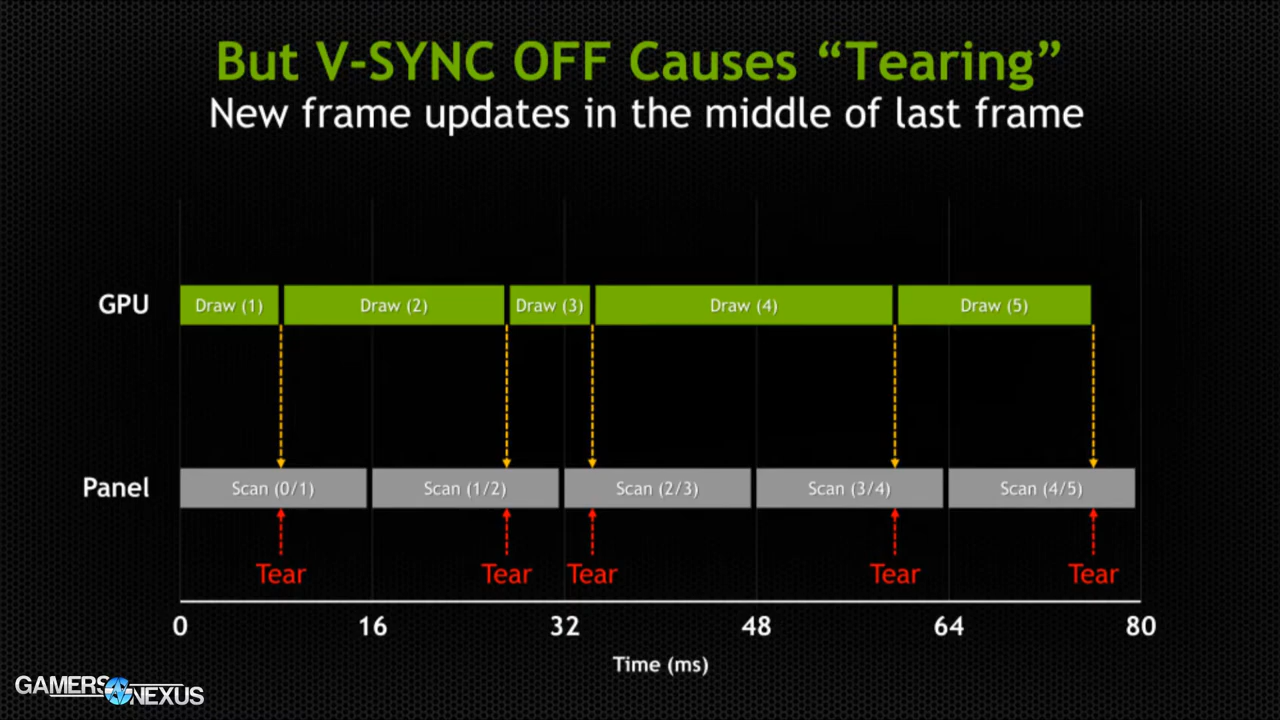 But V-SYNC OFF Causes “Tearing”
New frame updates in the middle of last frame
GPU
Draw (1)
Draw (2)
Draw (3)
Draw (4)
Draw (5)
Panel
Scan (0/1)
Scan (1/2)
Scan (2/3)
Scan (3/4)
Scan (4/5)
Tear
Tear
Tear
Tear
Tear
0
16
32
48
64
80
Time (ms)
GAMERS NEXUS